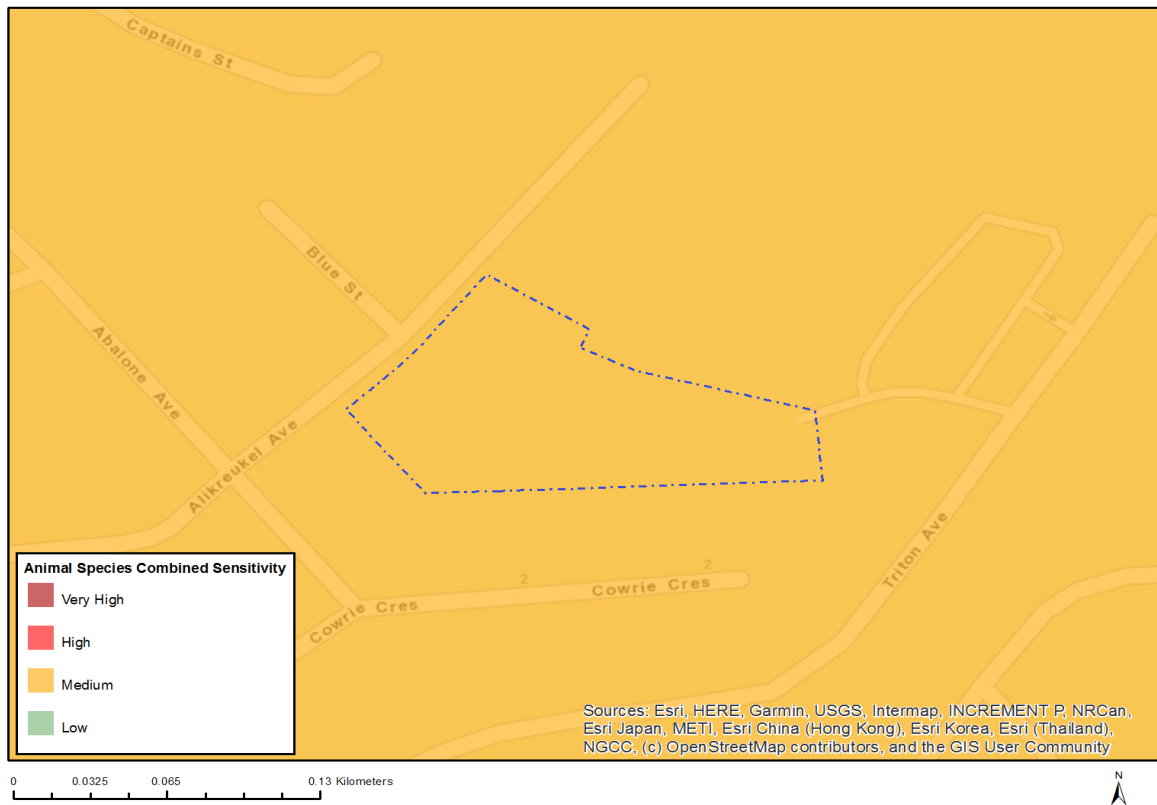 Captains St
Blue St
Abalone Ave
Alikreukel Ave
Triton Ave
2
2
Cowrie Cres
Cowrie Cres
Animal Species Combined Sensitivity
Very High
High
Medium
Low
Sources: Esri, HERE, Garmin, USGS, Intermap, INCREMENT P, NRCan,
Esri Japan, METI, Esri China (Hong Kong), Esri Korea, Esri (Thailand),
NGCC, (c) OpenStreetMap contributors, and the GIS User Community
0 0.0325 0.065 0.13 Kilometers
N